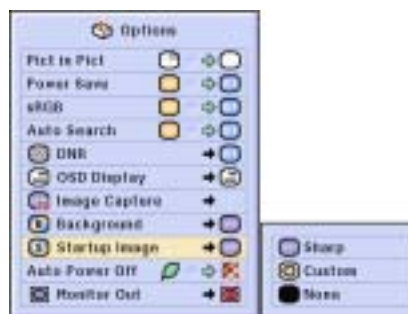 Options
Pict in Pict
Power Save
sRGB
Auto Search
DNR
OSD Display
Image Capture
Background
Startup Image
Auto Power Off
Monitor Out
Sharp
Custom
None